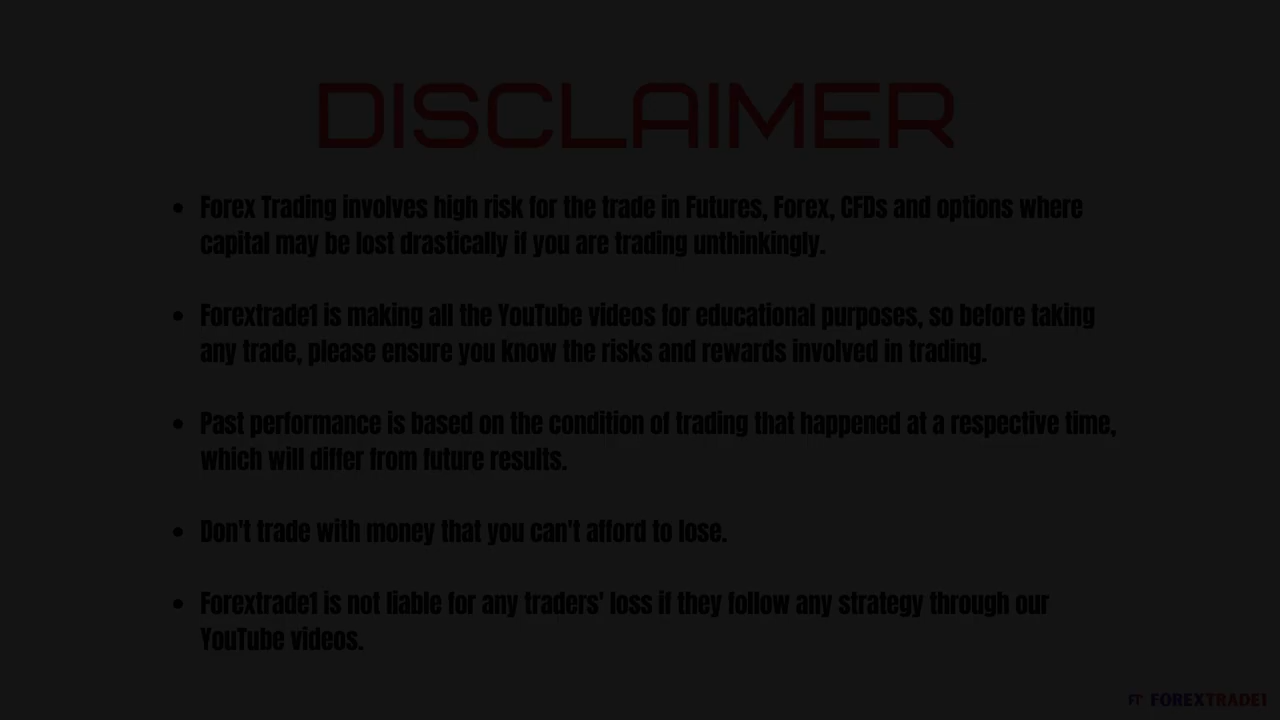 DISCLAIMER
• Forex Trading involves high risk for the trade in Futures, Forex, CFDs and options where
capital may be lost drastically if you are trading unthinkingly.
• Forextrade1 is making all the YouTube videos for educational purposes, so before taking
any trade, please ensure you know the risks and rewards involved in trading.
• Past performance is based on the condition of trading that happened at a respective time,
which will differ from future results.
• Don't trade with money that you can't afford to lose.
• Forextrade1 is not liable for any traders' loss if they follow any strategy through our
YouTube videos.
FT FOREXTRADE1